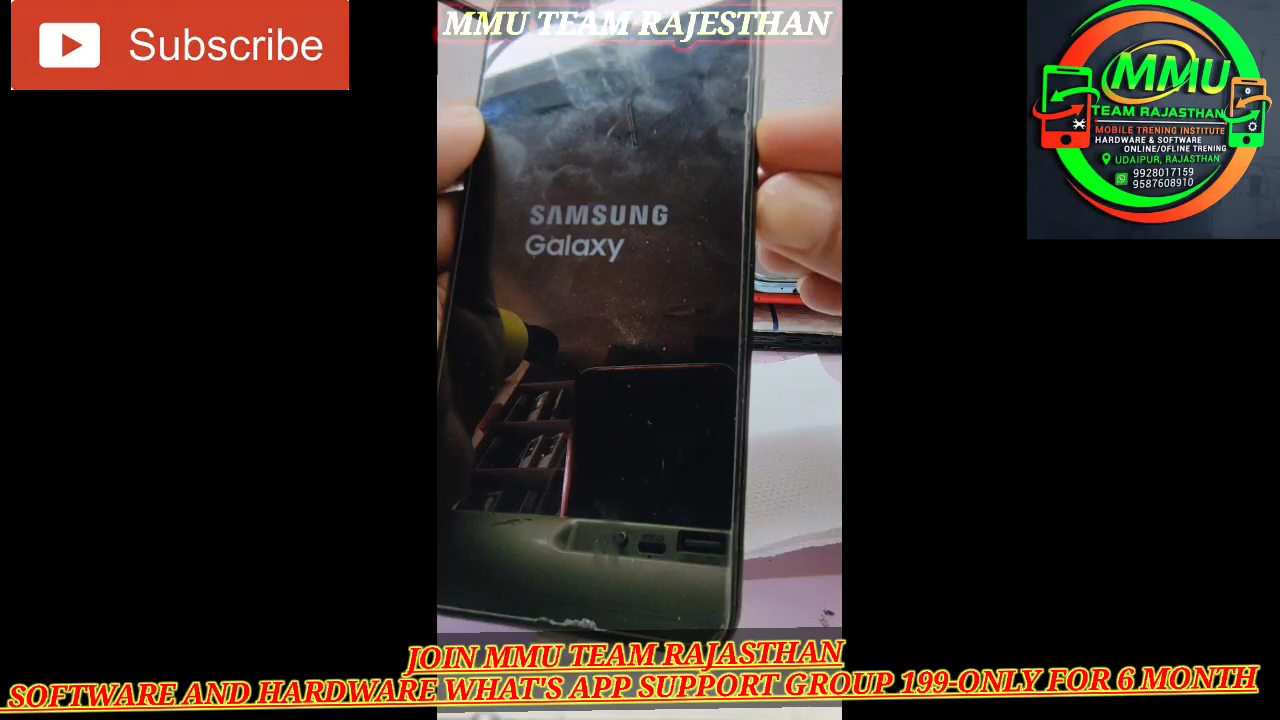 Subscribe
MMU TEAM RAJESTHAN
MMU
TEAM RAJASTHAN
MOBILE TRENING INSTITUTE
HARDWARE & SOFTWARE
ONLINE/OFLINE TRENING
UDAIPUR, RAJASTHAN
9928017159
9587608910
SAMSUNG
Galaxy
JOIN MMU TEAM RAJASTHAN
SOFTWARE AND HARDWARE WHAT'S APP SUPPORT GROUP 199-ONLY FOR 6 MONTH